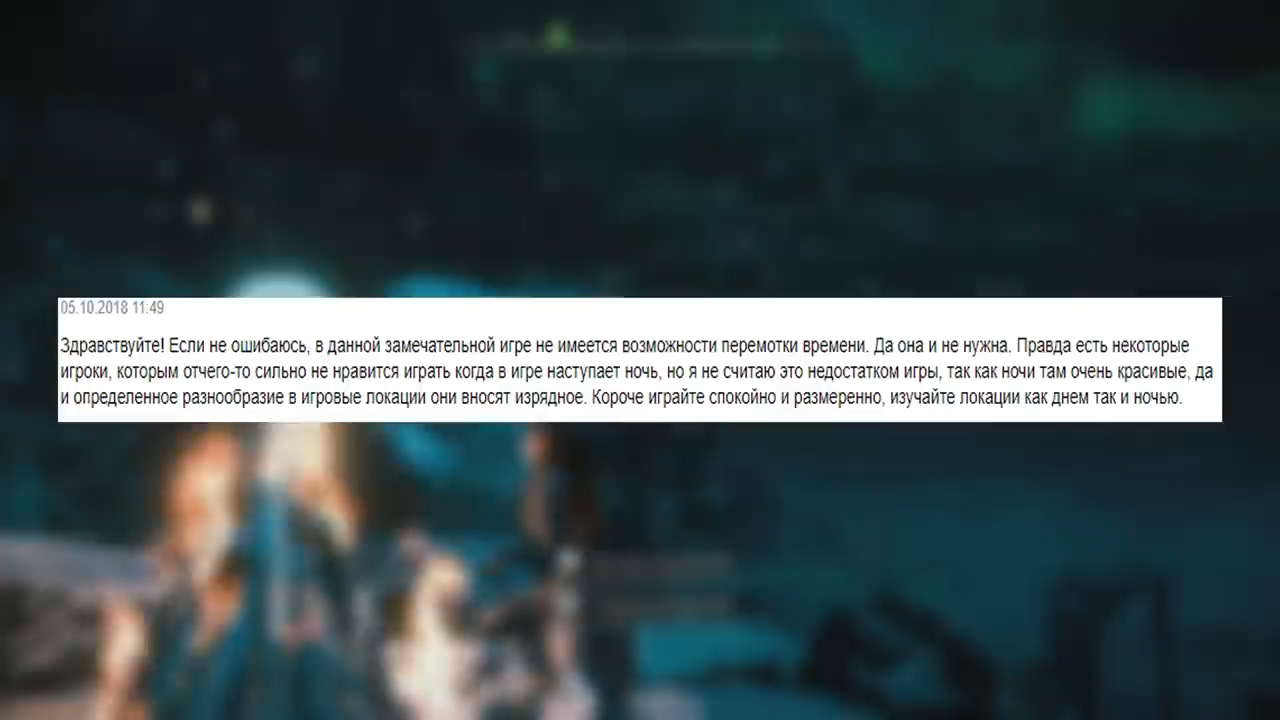 05.10.2018 11:49
Здравствуйте! Если не ошибаюсь, в данной замечательной игре не имеется возможности перемотки времени. Да она и не нужна. Правда есть некоторые
игроки, которым отчего-то сильно не нравится играть когда в игре наступает ночь, но я не считаю это недостатком игры, так как ночи там очень красивые, да
и определенное разнообразие в игровые локации они вносят изрядное. Короче играйте спокойно и размеренно, изучайте локации как днем так и ночью.